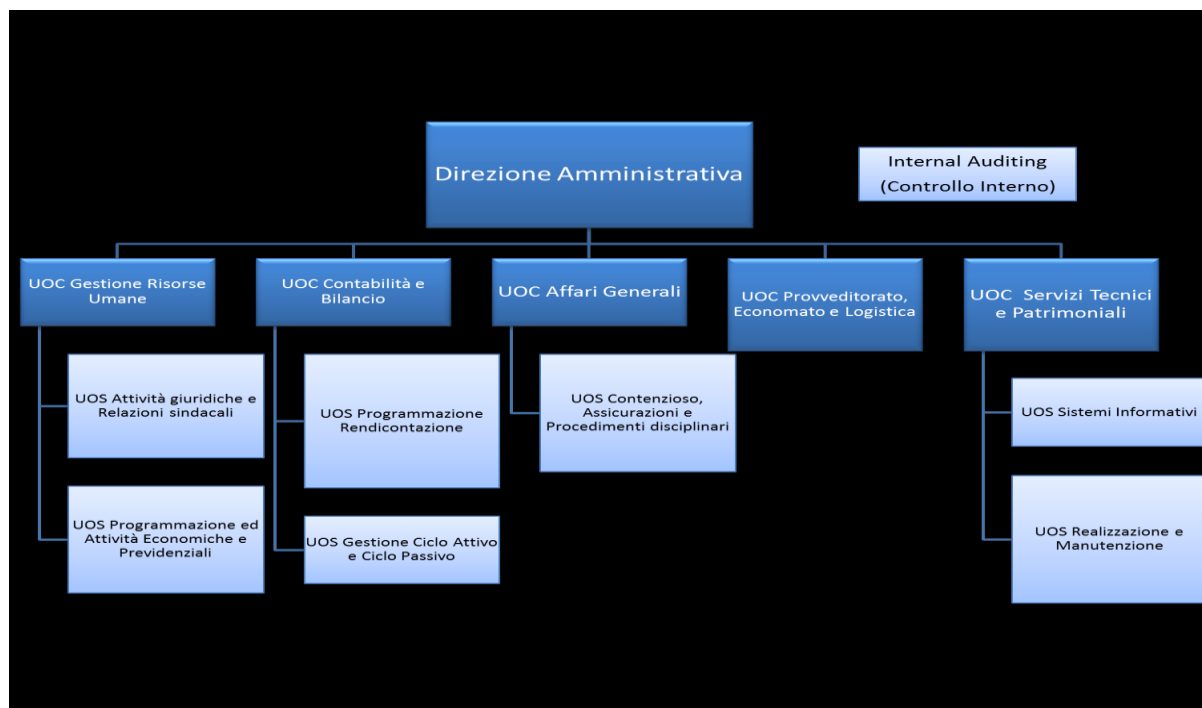 Direzione Amministrativa
Internal Auditing
(Controllo Interno)
UOC Gestione Risorse
Umane
UOC Contabilità e
Bilancio
UOC Affari Generali
UOC Provveditorato,
Economato e Logistica
UOC Servizi Tecnici
e Patrimoniali
UOS Attività giuridiche e
Relazioni sindacali
UOS Programmazione
Rendicontazione
UOS Contenzioso,
Assicurazioni e
Procedimenti disciplinari
UOS Sistemi Informativi
UOS Programmazione ed
Attività Economiche e
Previdenziali
UOS Gestione Ciclo Attivo
e Ciclo Passivo
UOS Realizzazione e
Manutenzione